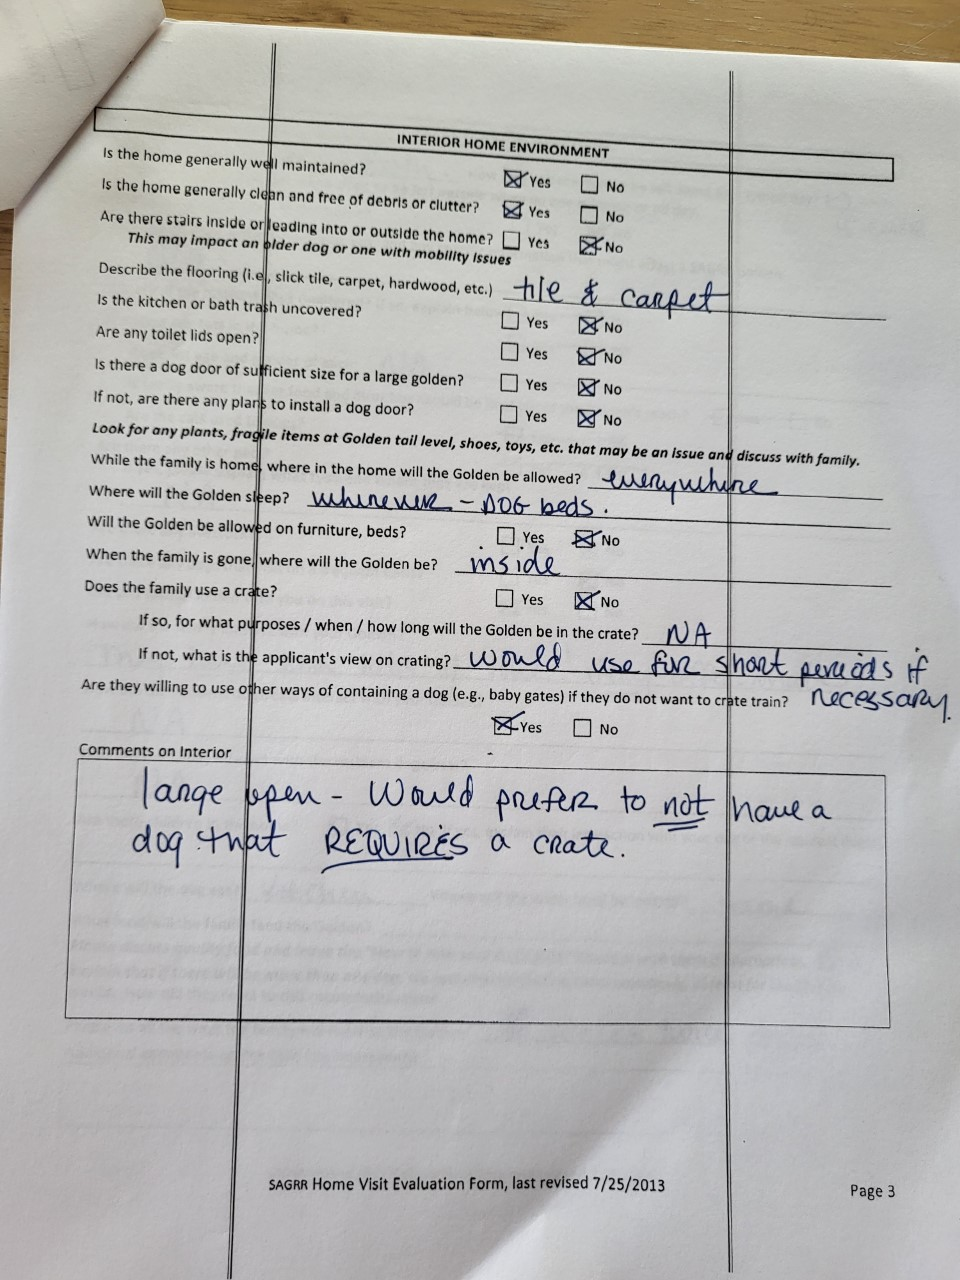 INTERIOR HOME ENVIRONMENT
Is the home generally well maintained? ☒ Yes ☐ No
Is the home generally clean and free of debris or clutter? ☒ Yes ☐ No
Are there stairs inside or leading into or outside the home? ☐ Yes ☒ No
This may impact an older dog or one with mobility issues
Describe the flooring (i.e., slick tile, carpet, hardwood, etc.) tile & carpet
Is the kitchen or bath trash uncovered? ☐ Yes ☒ No
Are any toilet lids open? ☐ Yes ☒ No
Is there a dog door of sufficient size for a large golden? ☐ Yes ☒ No
If not, are there any plans to install a dog door? ☐ Yes ☒ No
Look for any plants, fragile items at Golden tail level, shoes, toys, etc. that may be an issue and discuss with family.
While the family is home, where in the home will the Golden be allowed? everywhere
Where will the Golden sleep? wherever - DOG beds.
Will the Golden be allowed on furniture, beds? ☐ Yes ☒ No
When the family is gone, where will the Golden be? inside
Does the family use a crate? ☐ Yes ☒ No
If so, for what purposes / when / how long will the Golden be in the crate? NA
If not, what is the applicant's view on crating? Would use for short periods if
necessary.
Are they willing to use other ways of containing a dog (e.g., baby gates) if they do not want to crate train?
☒ Yes ☐ No
Comments on Interior
large open - Would prefer to not have a
dog that REQUIRES a crate.
SAGRR Home Visit Evaluation Form, last revised 7/25/2013
Page 3